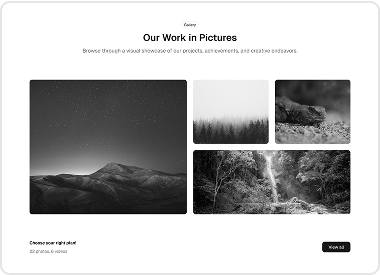 Gallery
Our Work in Pictures
Browse through a visual showcase of our projects, achievements, and creative endeavors.
Choose your right plan!
22 photos, 6 videos
View all